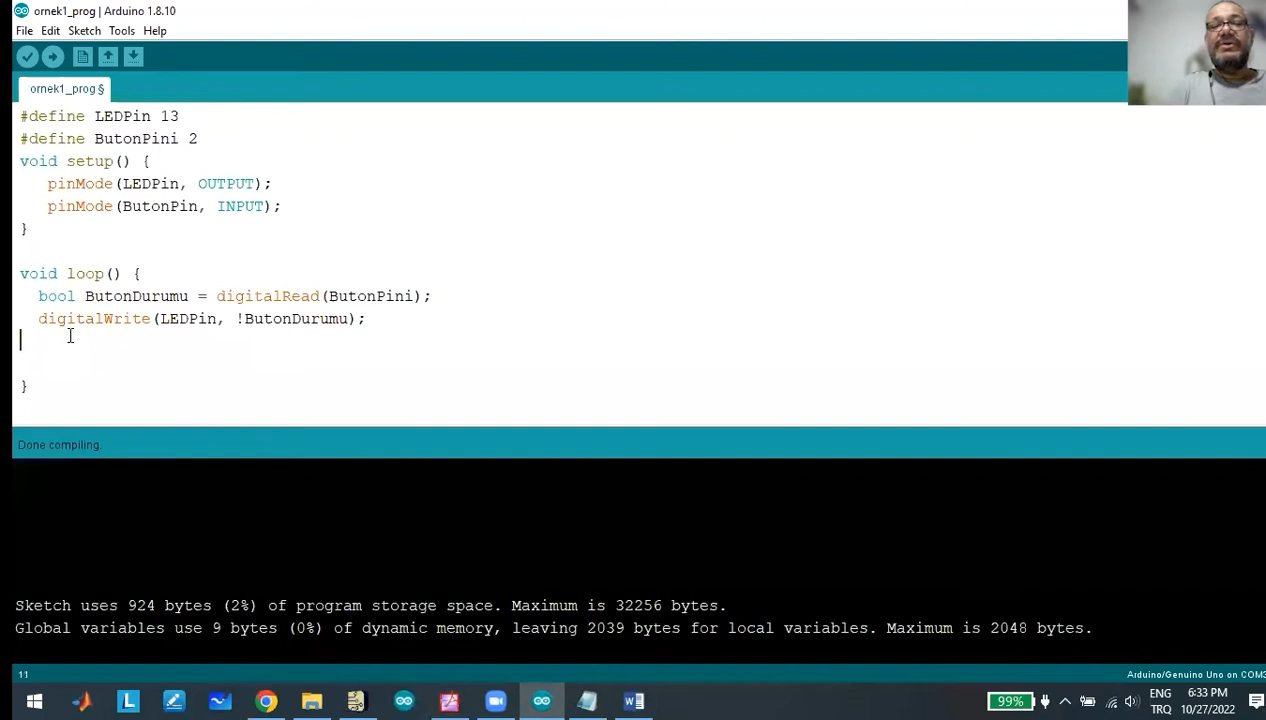 ornek1_prog | Arduino 1.8.10
File Edit Sketch Tools Help
ornek1_prog §
#define LEDPin 13
#define ButonPini 2
void setup() {
pinMode(LEDPin, OUTPUT);
pinMode(ButonPin, INPUT);
}
void loop() {
bool ButonDurumu = digitalRead(ButonPini);
digitalWrite(LEDPin, !ButonDurumu);
}
Done compiling.
Sketch uses 924 bytes (2%) of program storage space. Maximum is 32256 bytes.
Global variables use 9 bytes (0%) of dynamic memory, leaving 2039 bytes for local variables. Maximum is 2048 bytes.
11 Arduino/Genuino Uno on COM3
99% ENG 6:33 PM
TRQ 10/27/2022